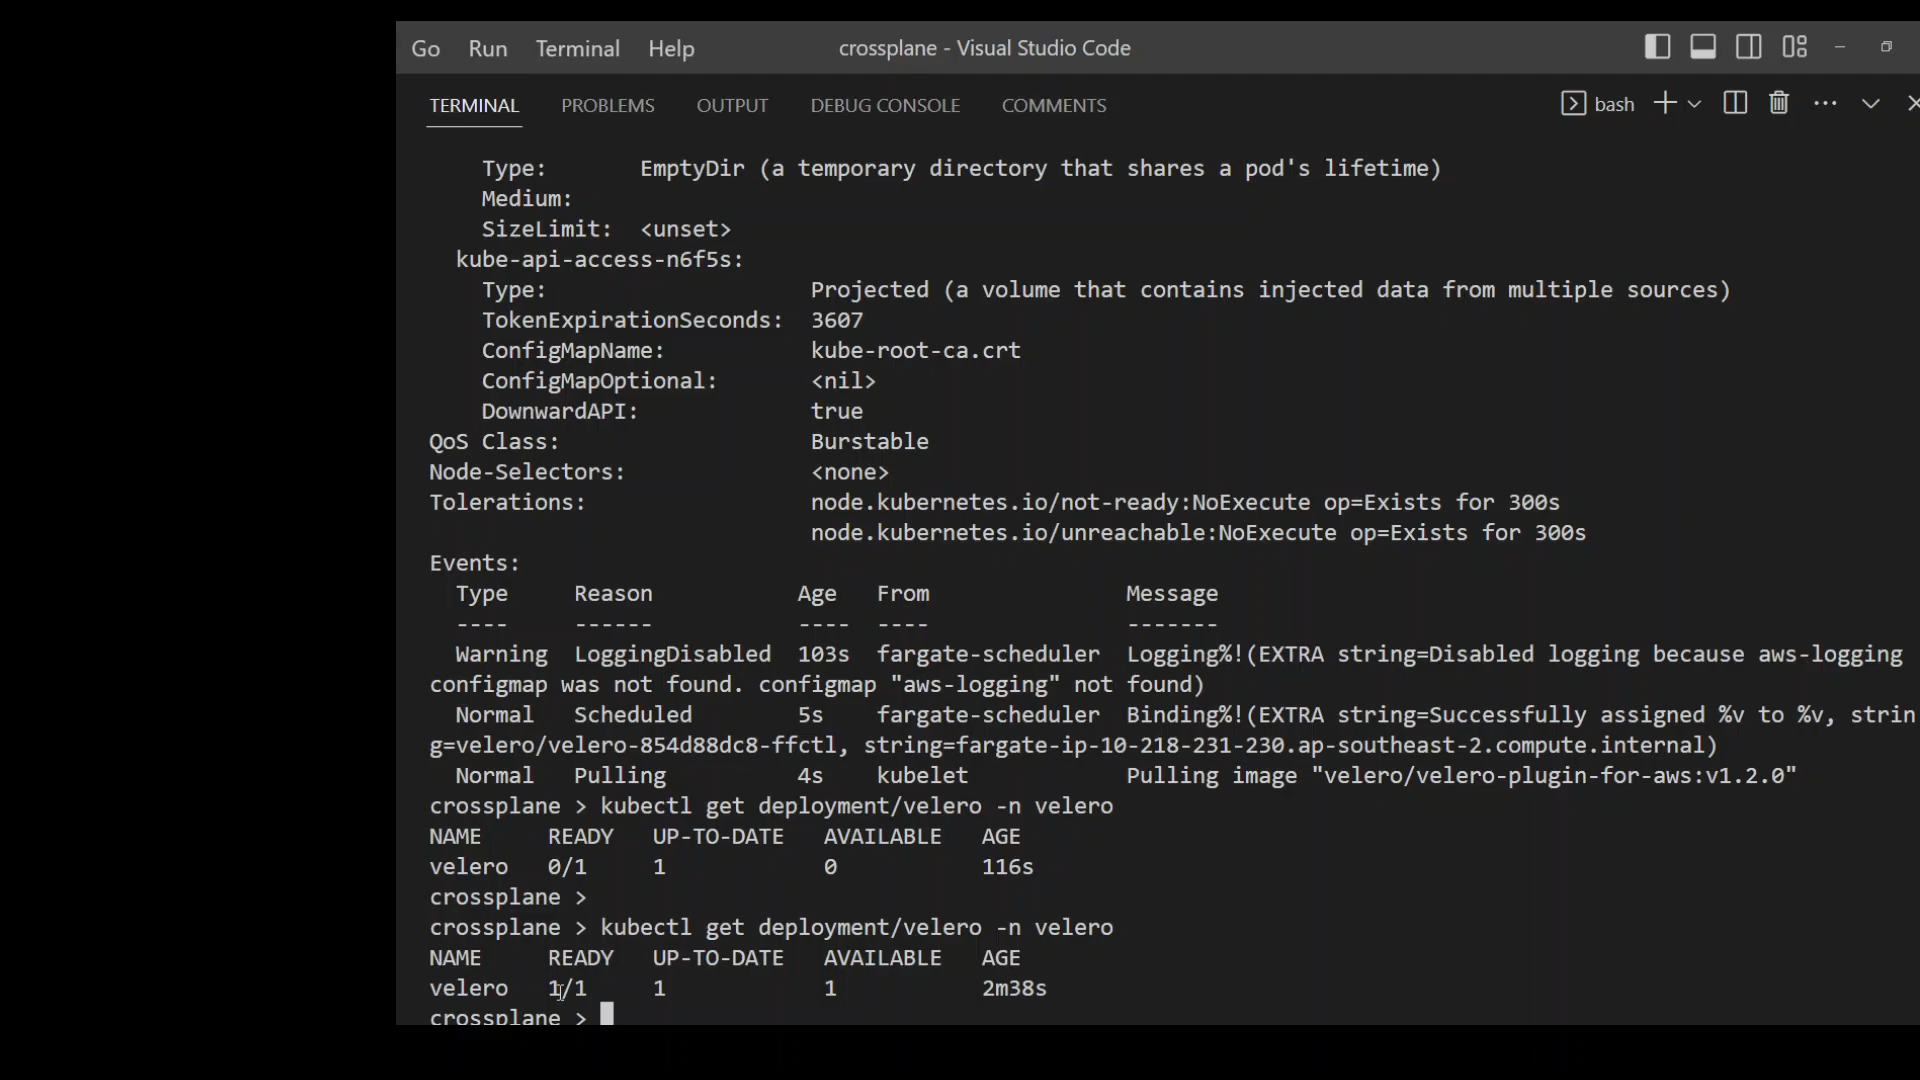 Go Run Terminal Help crossplane - Visual Studio Code
TERMINAL PROBLEMS OUTPUT DEBUG CONSOLE COMMENTS bash
Type: EmptyDir (a temporary directory that shares a pod's lifetime)
Medium:
SizeLimit: <unset>
kube-api-access-n6f5s:
Type: Projected (a volume that contains injected data from multiple sources)
TokenExpirationSeconds: 3607
ConfigMapName: kube-root-ca.crt
ConfigMapOptional: <nil>
DownwardAPI: true
QoS Class: Burstable
Node-Selectors: <none>
Tolerations: node.kubernetes.io/not-ready:NoExecute op=Exists for 300s
node.kubernetes.io/unreachable:NoExecute op=Exists for 300s
Events:
Type Reason Age From Message
---- ------ ---- ---- -------
Warning LoggingDisabled 103s fargate-scheduler Logging%!(EXTRA string=Disabled logging because aws-logging
configmap was not found. configmap "aws-logging" not found)
Normal Scheduled 5s fargate-scheduler Binding%!(EXTRA string=Successfully assigned %v to %v, strin
g=velero/velero-854d88dc8-ffctl, string=fargate-ip-10-218-231-230.ap-southeast-2.compute.internal)
Normal Pulling 4s kubelet Pulling image "velero/velero-plugin-for-aws:v1.2.0"
crossplane > kubectl get deployment/velero -n velero
NAME READY UP-TO-DATE AVAILABLE AGE
velero 0/1 1 0 116s
crossplane >
crossplane > kubectl get deployment/velero -n velero
NAME READY UP-TO-DATE AVAILABLE AGE
velero 1/1 1 1 2m38s
crossplane >